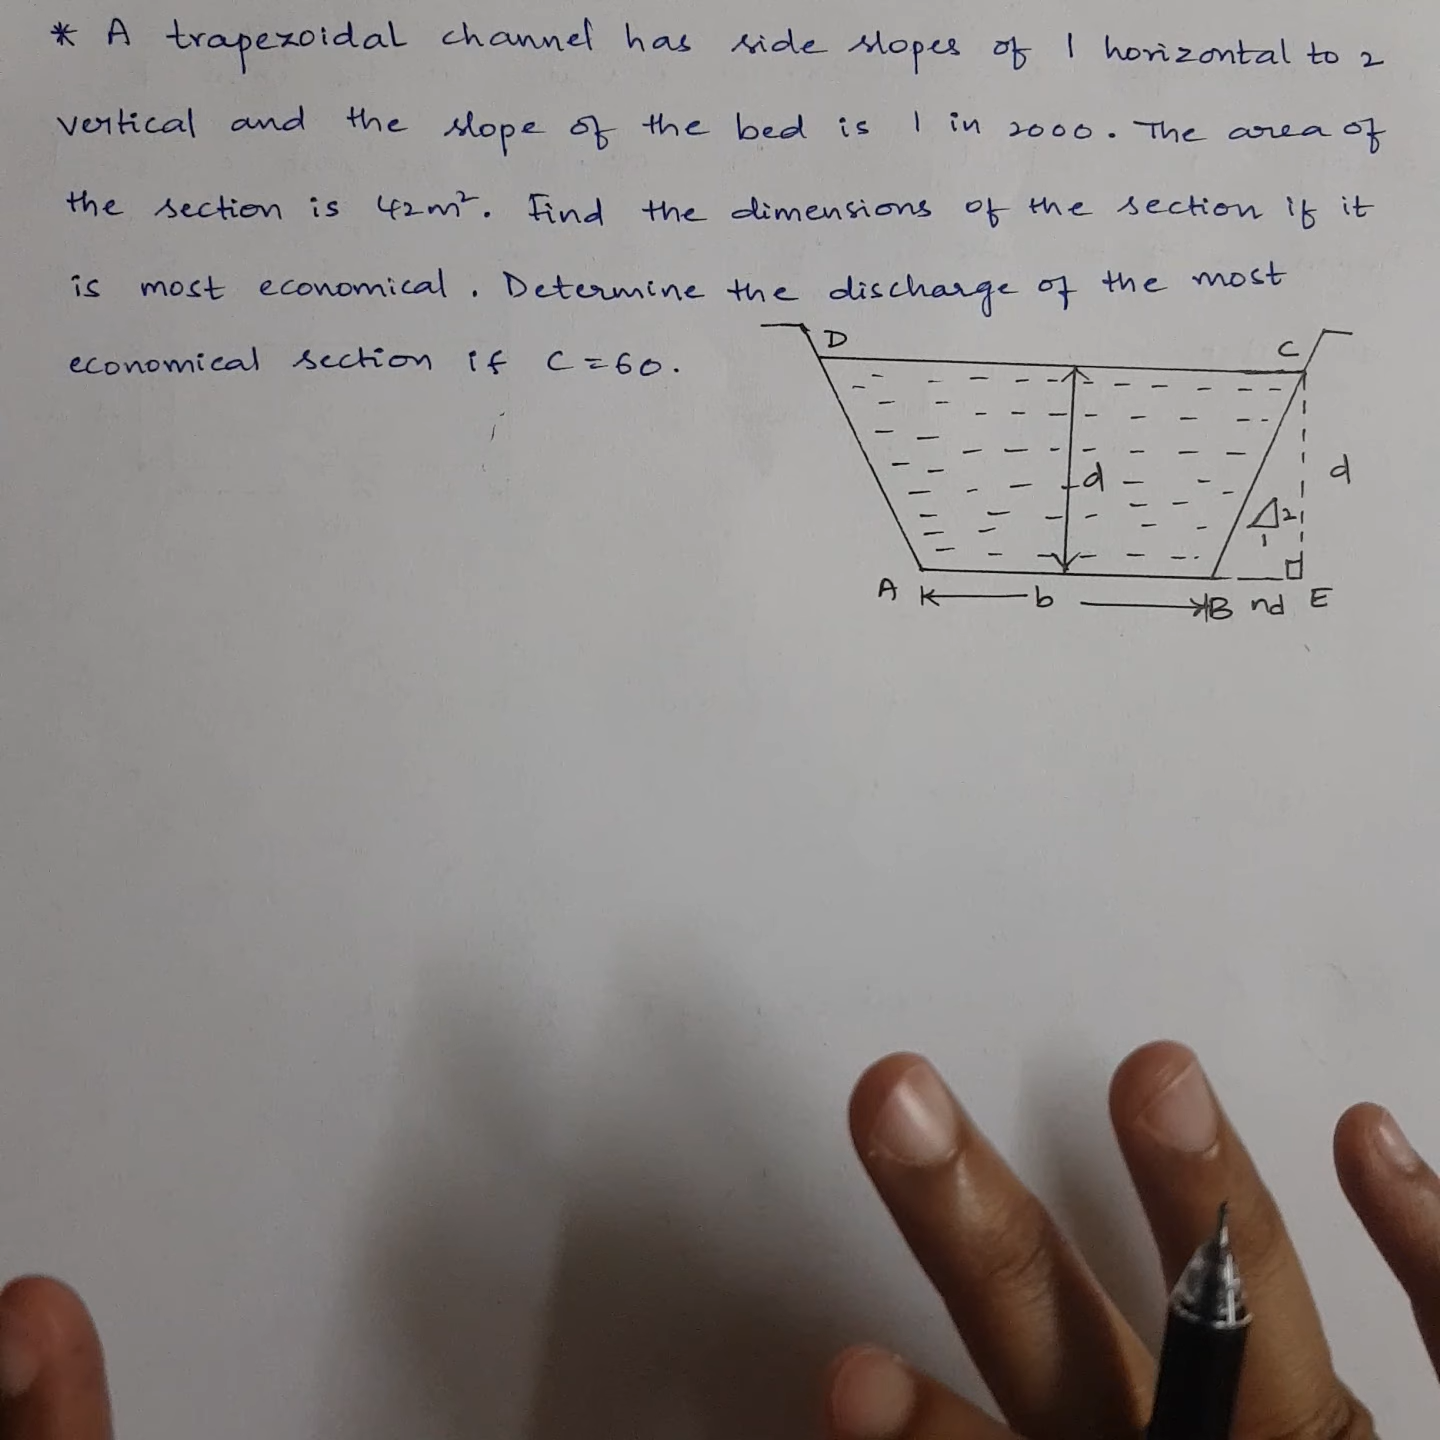 * A trapezoidal channel has side slopes of 1 horizontal to 2
vertical and the slope of the bed is 1 in 2000. The area of
the section is 42m². Find the dimensions of the section if it
is most economical. Determine the discharge of the most
economical section if C=60.
D
C
d
d
2
1
A
b
B
nd
E